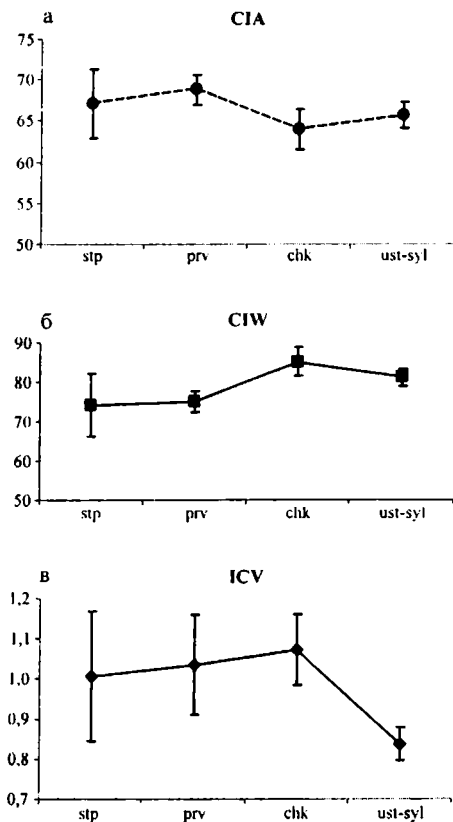 а
CIA
75
70
65
60
55
50
stp prv chk ust-syl
б
CIW
90
80
70
60
50
stp prv chk ust-syl
в
ICV
1,2
1,1
1,0
0,9
0,8
0,7
stp prv chk ust-syl